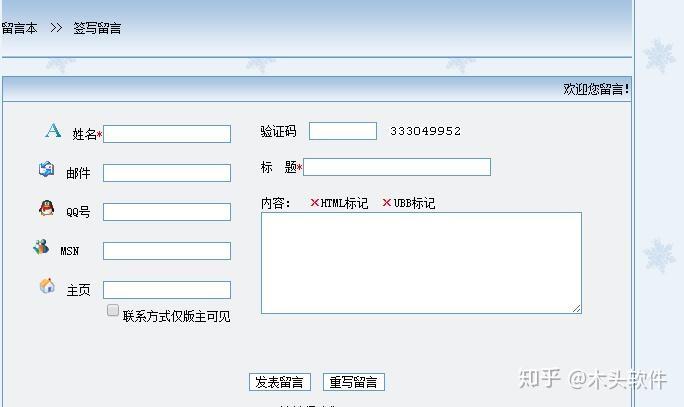 留言本 >> 签写留言
欢迎您留言!
姓名*
验证码 333049952
邮件
标 题*
QQ号
内容: ×HTML标记 ×UBB标记
MSN
主页
联系方式仅版主可见
发表留言 重写留言
知乎 @木头软件